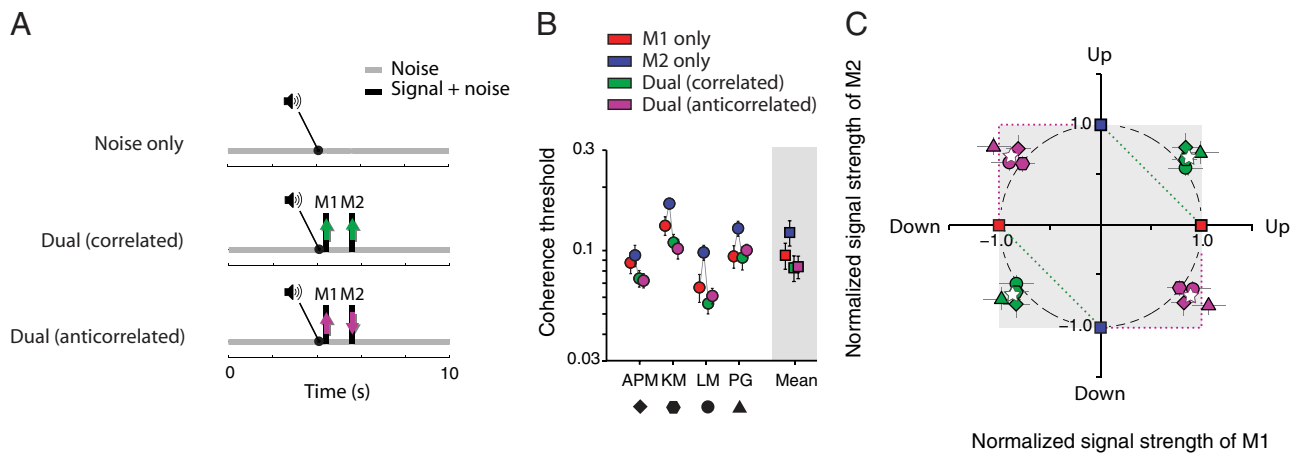 A
Noise
Signal + noise
Noise only
M1 M2
Dual (correlated)
M1 M2
Dual (anticorrelated)
0 10
Time (s)
B
M1 only
M2 only
Dual (correlated)
Dual (anticorrelated)
Coherence threshold
0.3
0.1
0.03
APM KM LM PG Mean
C
Normalized signal strength of M2
Up
1.0
Down Up
-1.0 1.0
-1.0
Down
Normalized signal strength of M1